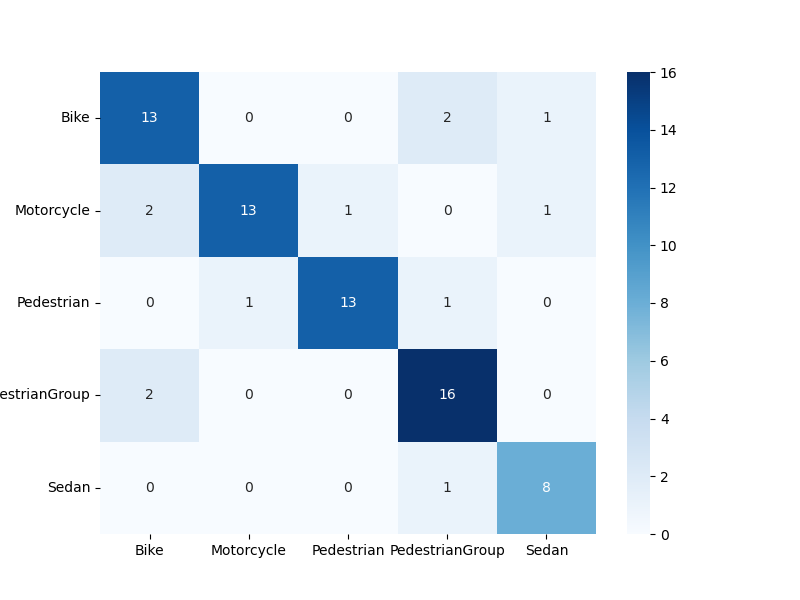 16
Bike 13 0 0 2 1
14
12
Motorcycle 2 13 1 0 1
10
8
Pedestrian 0 1 13 1 0
6
estrianGroup 2 0 0 16 0
4
2
Sedan 0 0 0 1 8
0
Bike Motorcycle Pedestrian PedestrianGroup Sedan